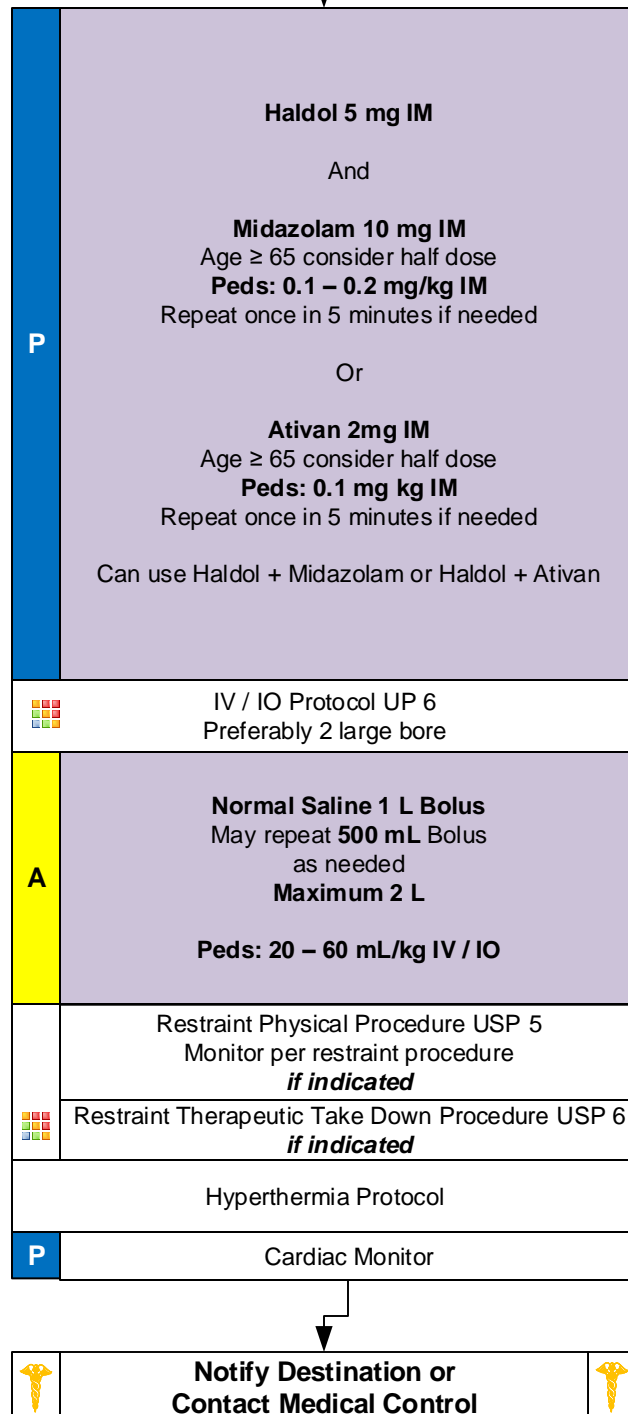 P
Haldol 5 mg IM
And
Midazolam 10 mg IM
Age ≥ 65 consider half dose
Peds: 0.1 – 0.2 mg/kg IM
Repeat once in 5 minutes if needed
Or
Ativan 2mg IM
Age ≥ 65 consider half dose
Peds: 0.1 mg kg IM
Repeat once in 5 minutes if needed
Can use Haldol + Midazolam or Haldol + Ativan
IV / IO Protocol UP 6
Preferably 2 large bore
A
Normal Saline 1 L Bolus
May repeat 500 mL Bolus
as needed
Maximum 2 L
Peds: 20 – 60 mL/kg IV / IO
Restraint Physical Procedure USP 5
Monitor per restraint procedure
if indicated
Restraint Therapeutic Take Down Procedure USP 6
if indicated
Hyperthermia Protocol
P
Cardiac Monitor
Notify Destination or
Contact Medical Control